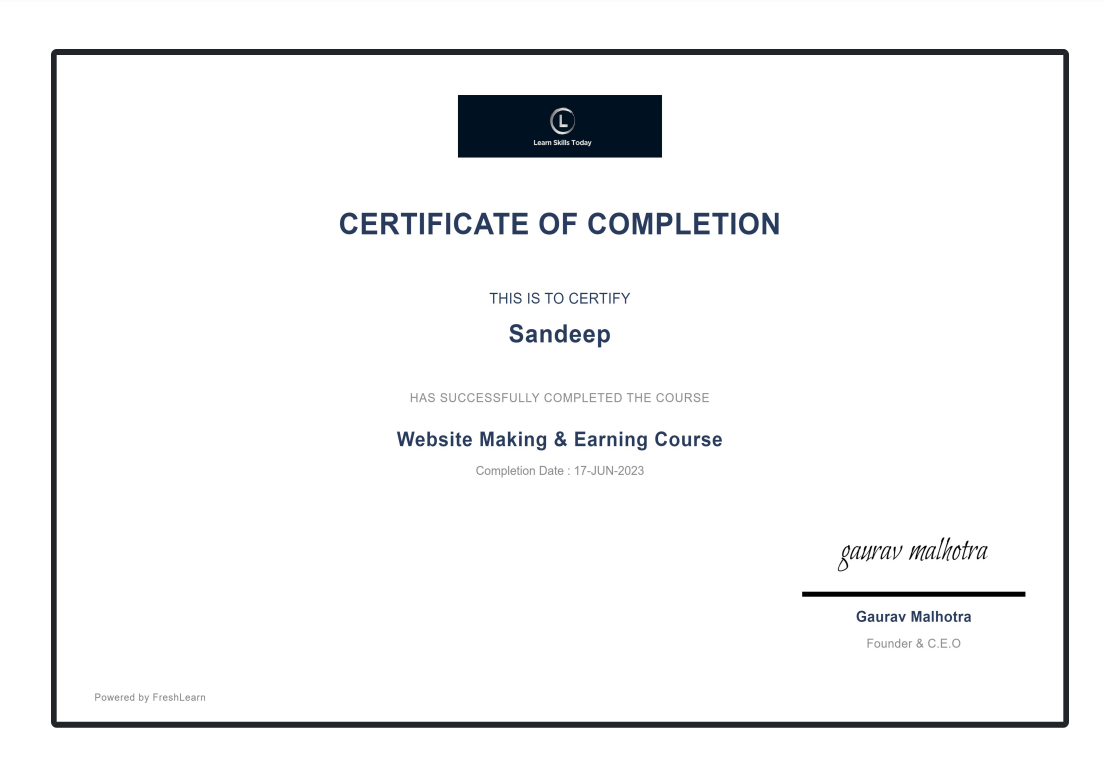 L
Learn Skills Today
CERTIFICATE OF COMPLETION
THIS IS TO CERTIFY
Sandeep
HAS SUCCESSFULLY COMPLETED THE COURSE
Website Making & Earning Course
Completion Date : 17-JUN-2023
gaurav malhotra
Gaurav Malhotra
Founder & C.E.O
Powered by FreshLearn